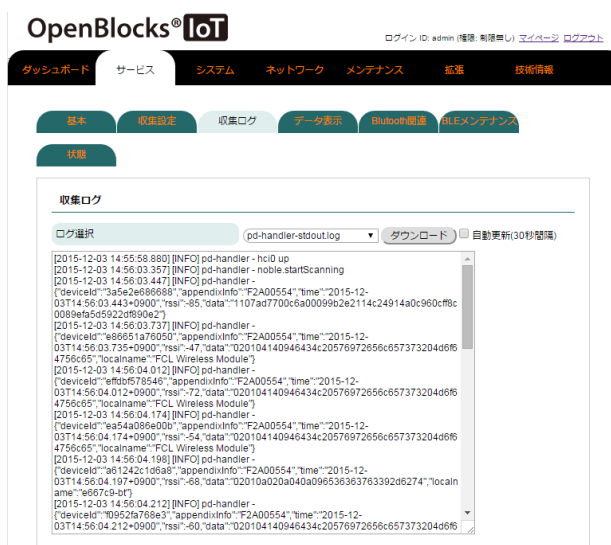 OpenBlocks® IoT
ログイン ID: admin (権限: 制限無し) マイページ ログアウト
ダッシュボード サービス システム ネットワーク メンテナンス 拡張 技術情報
基本 収集設定 収集ログ データ表示 Blutooth関連 BLEメンテナンス
状態
収集ログ
ログ選択 pd-handler-stdout.log ダウンロード 自動更新(30秒間隔)
[2015-12-03 14:55:58.880] [INFO] pd-handler - hci0 up
[2015-12-03 14:56:03.357] [INFO] pd-handler - noble.startScanning
[2015-12-03 14:56:03.447] [INFO] pd-handler -
{"deviceId":"3a5e2e686688","appendixInfo":"F2A00554","time":"2015-12-
03T14:56:03.443+0900","rssi":-85,"data":"1107ad7700c6a00099b2e2114c24914a0c960cff8c
0089efa5d5922df890e2"}
[2015-12-03 14:56:03.737] [INFO] pd-handler -
{"deviceId":"e86651a76050","appendixInfo":"F2A00554","time":"2015-12-
03T14:56:03.735+0900","rssi":-47,"data":"020104140946434c20576972656c657373204d6f6
4756c65","localname":"FCL Wireless Module"}
[2015-12-03 14:56:04.012] [INFO] pd-handler -
{"deviceId":"effdbf578546","appendixInfo":"F2A00554","time":"2015-12-
03T14:56:04.012+0900","rssi":-72,"data":"020104140946434c20576972656c657373204d6f6
4756c65","localname":"FCL Wireless Module"}
[2015-12-03 14:56:04.174] [INFO] pd-handler -
{"deviceId":"ea54a086e00b","appendixInfo":"F2A00554","time":"2015-12-
03T14:56:04.174+0900","rssi":-54,"data":"020104140946434c20576972656c657373204d6f6
4756c65","localname":"FCL Wireless Module"}
[2015-12-03 14:56:04.198] [INFO] pd-handler -
{"deviceId":"a61242c1d6a8","appendixInfo":"F2A00554","time":"2015-12-
03T14:56:04.197+0900","rssi":-68,"data":"02010a020a040a096536363763392d6274","localn
ame":"e667c9-bt"}
[2015-12-03 14:56:04.212] [INFO] pd-handler -
{"deviceId":"f0952fa768e3","appendixInfo":"F2A00554","time":"2015-12-
03T14:56:04.212+0900","rssi":-60,"data":"020104140946434c20576972656c657373204d6f6